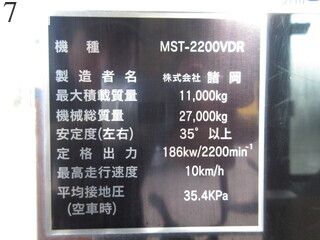 7
機種 MST-2200VDR
製造者名 株式会社 諸岡
最大積載質量 11,000kg
機械総質量 27,000kg
安定度(左右) 35° 以上
定格出力 186kw/2200min⁻¹
最高走行速度 10km/h
平均接地圧 35.4KPa
(空車時)